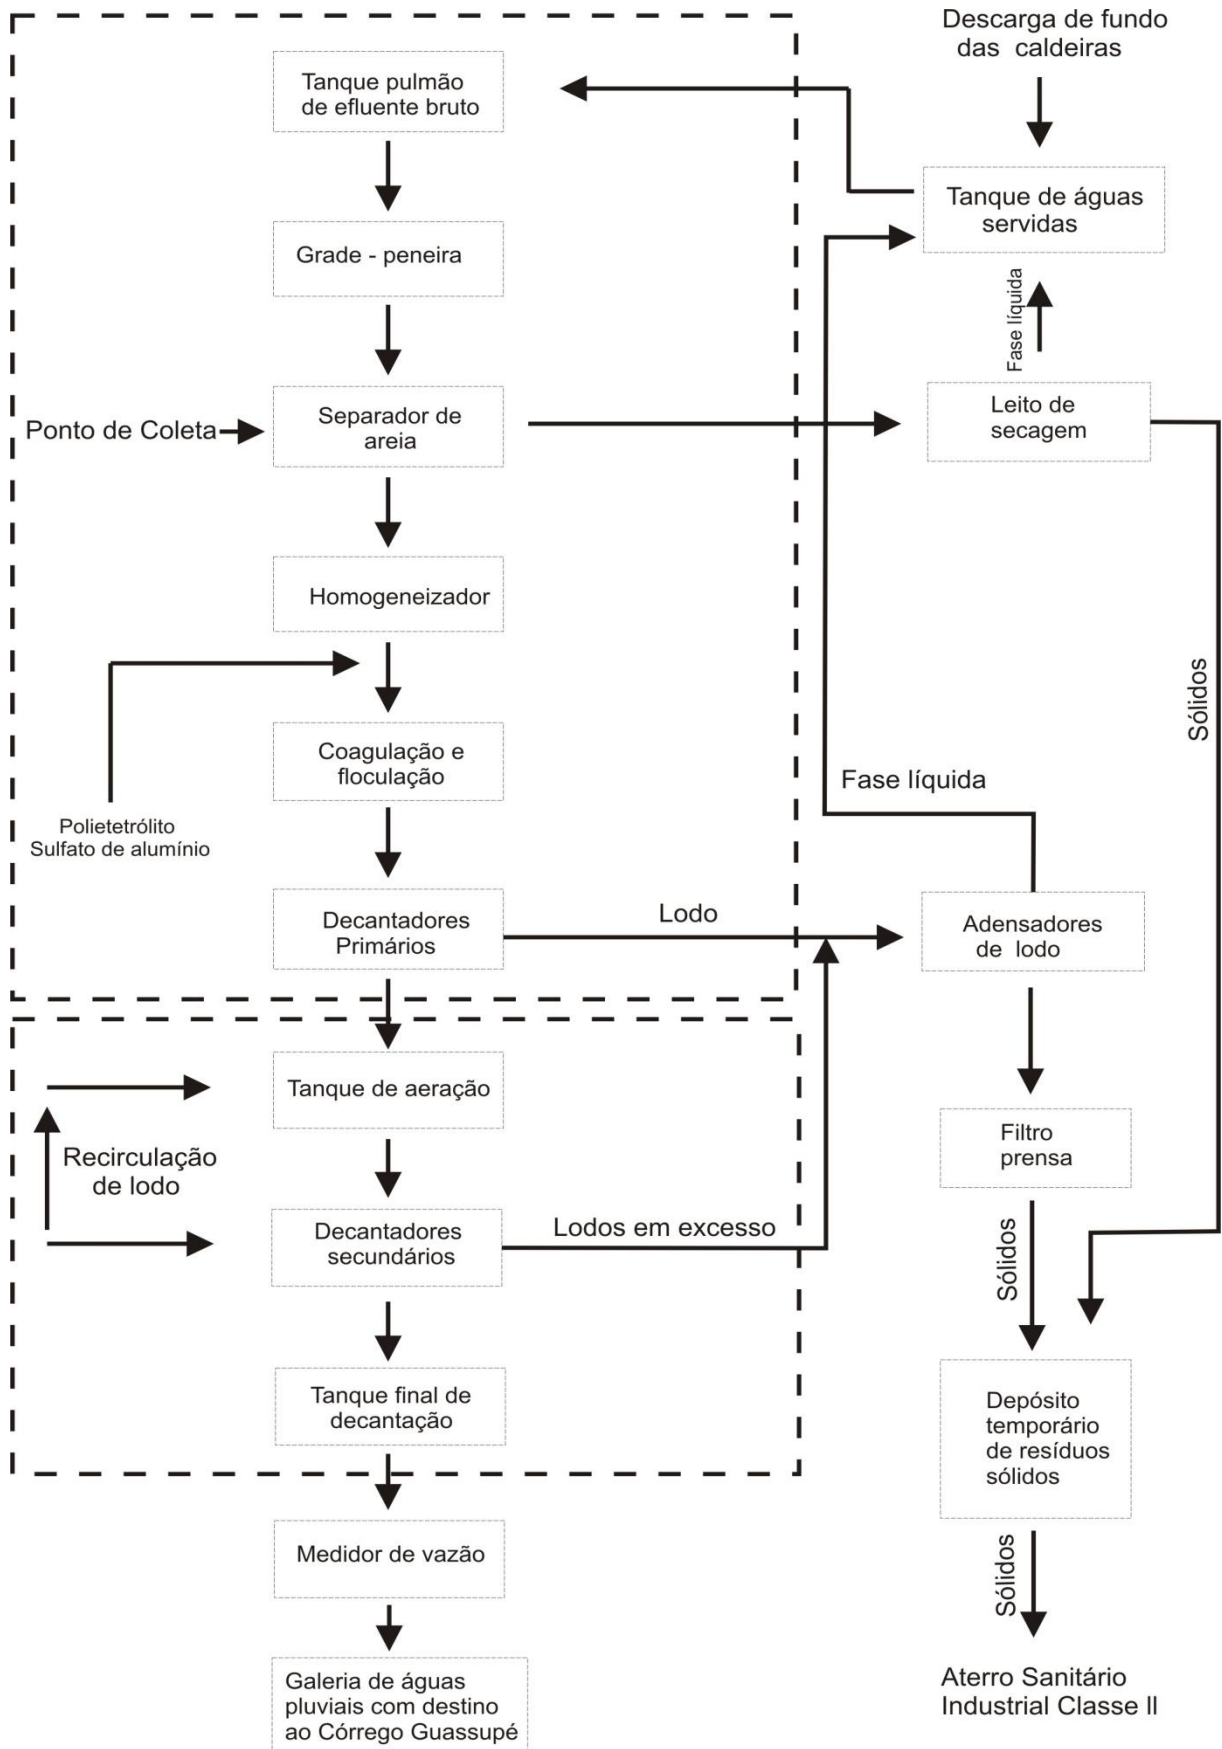 Descarga de fundo
das caldeiras
Tanque pulmão
de efluente bruto
Tanque de águas
servidas
Grade - peneira
Fase líquida
Ponto de Coleta
Separador de
areia
Leito de
secagem
Homogeneizador
Sólidos
Coagulação e
floculação
Fase líquida
Polietetrólito
Sulfato de alumínio
Decantadores
Primários
Lodo
Adensadores
de lodo
Tanque de aeração
Recirculação
de lodo
Filtro
prensa
Decantadores
secundários
Lodos em excesso
Sólidos
Tanque final de
decantação
Depósito
temporário
de resíduos
sólidos
Medidor de vazão
Sólidos
Galeria de águas
pluviais com destino
ao Córrego Guassupé
Aterro Sanitário
Industrial Classe ll